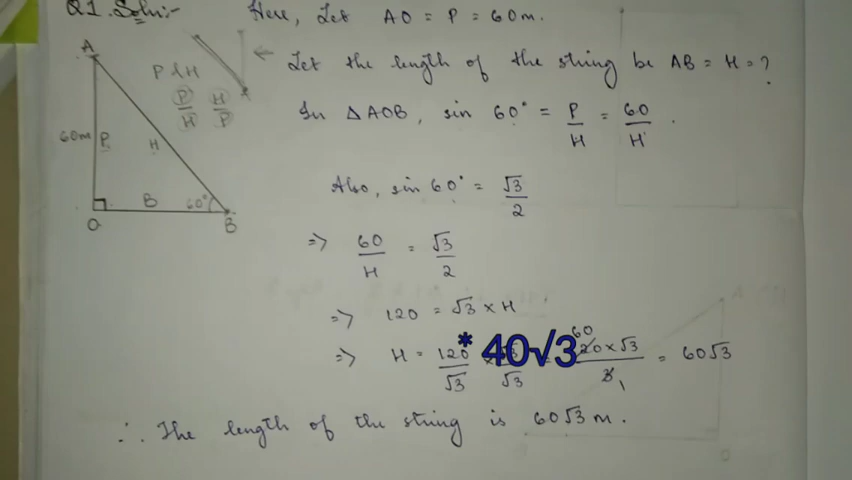 Q1. Soln:-
Here, Let AO = P = 60m.
Let the length of the string be AB = H = ?
In △AOB, sin 60° = P/H = 60/H.
Also, sin 60° = √3/2
=> 60/H = √3/2
=> 120 = √3 × H
=> H = 120/√3 × √3/√3 = 120×√3/3 = 60√3
60
1
* 40√3
∴ The length of the string is 60√3 m.
A
P & H
P/H H/P
60m P H
B 60°
O B